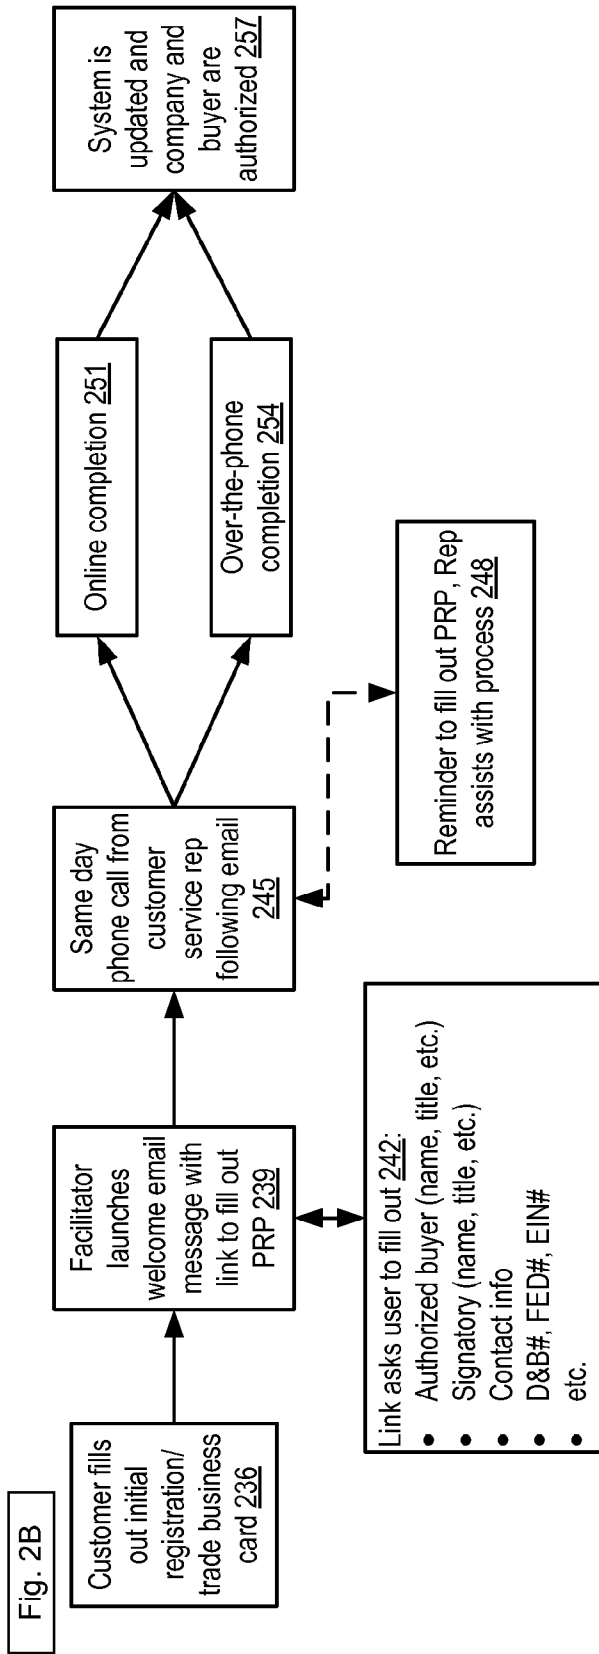 Fig. 2B
Customer fills
out initial
registration/
trade business
card 236
Facilitator
launches
welcome email
message with
link to fill out
PRP 239
Link asks user to fill out 242:
• Authorized buyer (name, title, etc.)
• Signatory (name, title, etc.)
• Contact info
• D&B#, FED#, EIN#
• etc.
Same day
phone call from
customer
service rep
following email
245
Reminder to fill out PRP, Rep
assists with process 248
Online completion 251
Over-the-phone
completion 254
System is
updated and
company and
buyer are
authorized 257